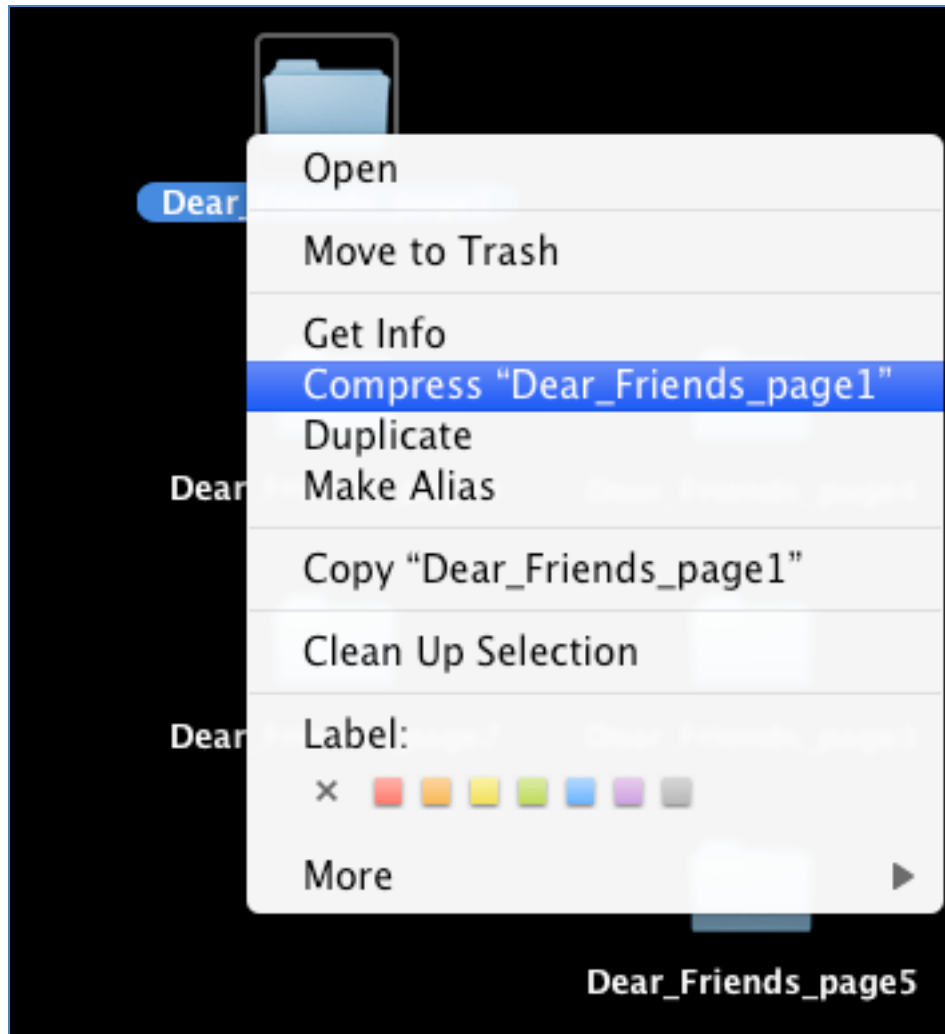 Open
Dear_
Move to Trash
Get Info
Compress “Dear_Friends_page1”
Duplicate
Dear
Make Alias
Copy “Dear_Friends_page1”
Clean Up Selection
Dear
Label:
More
Dear_Friends_page5